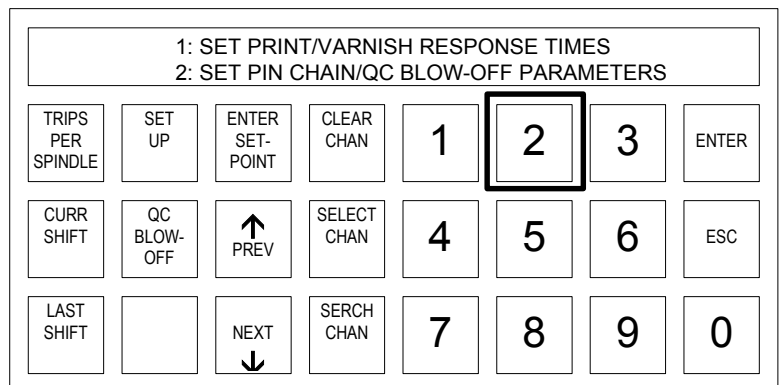 1: SET PRINT/VARNISH RESPONSE TIMES
2: SET PIN CHAIN/QC BLOW-OFF PARAMETERS
TRIPS
PER
SPINDLE
SET
UP
ENTER
SET-
POINT
CLEAR
CHAN
1
2
3
ENTER
CURR
SHIFT
QC
BLOW-
OFF
PREV
SELECT
CHAN
4
5
6
ESC
LAST
SHIFT
NEXT
SERCH
CHAN
7
8
9
0